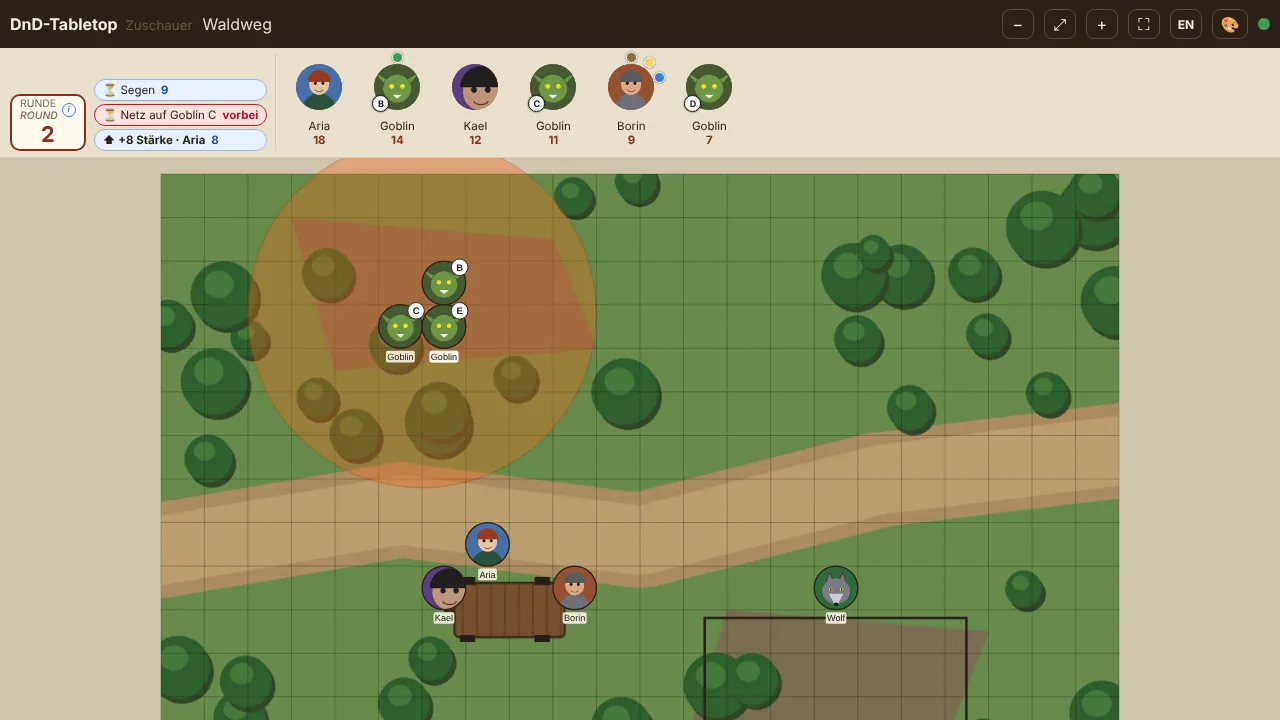 DnD-Tabletop Zuschauer Waldweg
− + EN
RUNDE
ROUND
i
2
Segen 9
Netz auf Goblin C vorbei
+8 Stärke · Aria 8
Aria
18
B
Goblin
14
Kael
12
C
Goblin
11
Borin
9
D
Goblin
7
B
C
E
Goblin
Goblin
Aria
Kael
Borin
Wolf